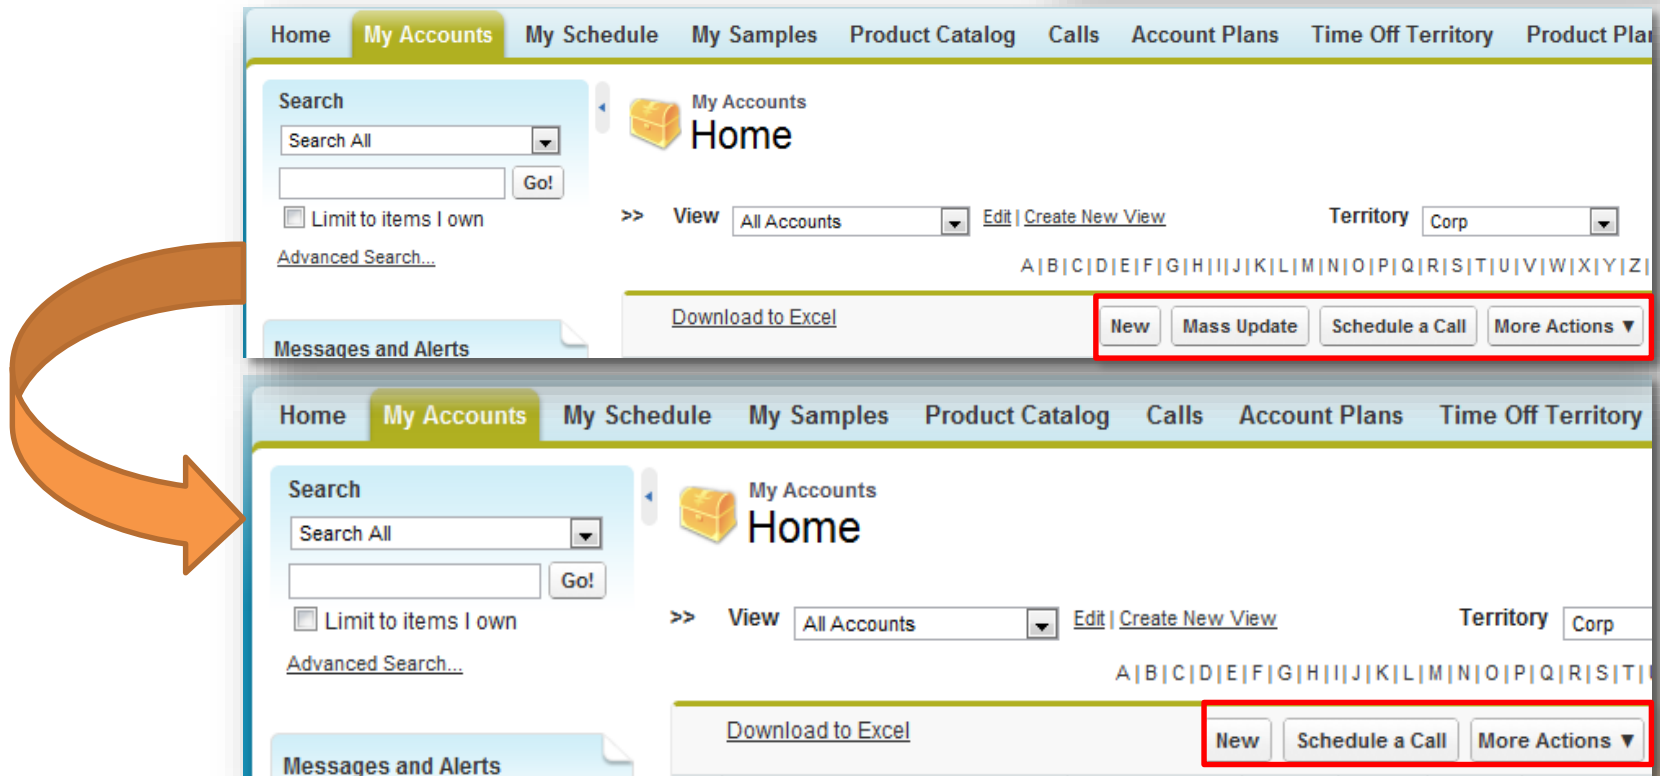 Home My Accounts My Schedule My Samples Product Catalog Calls Account Plans Time Off Territory Product Plan
Search
Search All
Go!
Limit to items I own
Advanced Search...
Messages and Alerts
My Accounts
Home
>> View All Accounts Edit | Create New View Territory Corp
A|B|C|D|E|F|G|H|I|J|K|L|M|N|O|P|Q|R|S|T|U|V|W|X|Y|Z|
Download to Excel New Mass Update Schedule a Call More Actions ▼
Home My Accounts My Schedule My Samples Product Catalog Calls Account Plans Time Off Territory
Search
Search All
Go!
Limit to items I own
Advanced Search...
Messages and Alerts
My Accounts
Home
>> View All Accounts Edit | Create New View Territory Corp
A|B|C|D|E|F|G|H|I|J|K|L|M|N|O|P|Q|R|S|T|
Download to Excel New Schedule a Call More Actions ▼